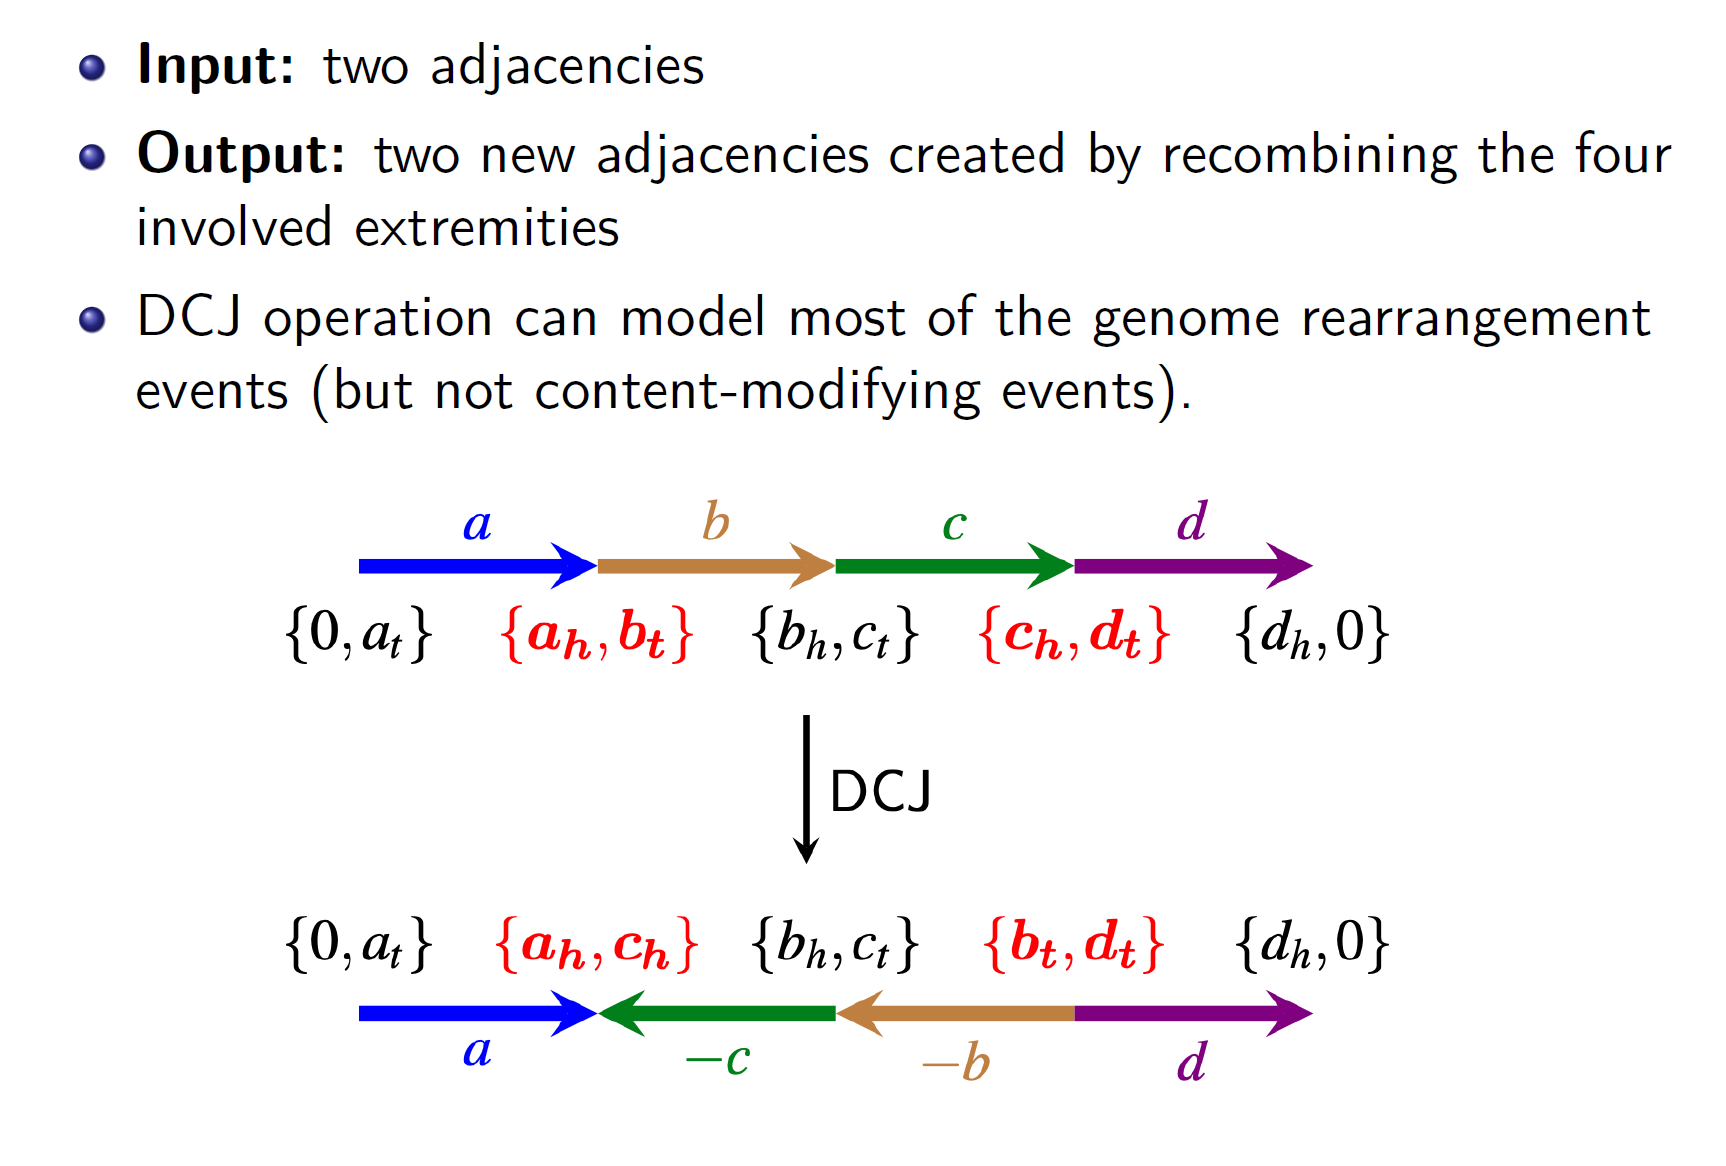 Input: two adjacencies
Output: two new adjacencies created by recombining the four
involved extremities
DCJ operation can model most of the genome rearrangement
events (but not content-modifying events).
a b c d
{0, a_t} {a_h, b_t} {b_h, c_t} {c_h, d_t} {d_h, 0}
DCJ
{0, a_t} {a_h, c_h} {b_h, c_t} {b_t, d_t} {d_h, 0}
a −c −b d